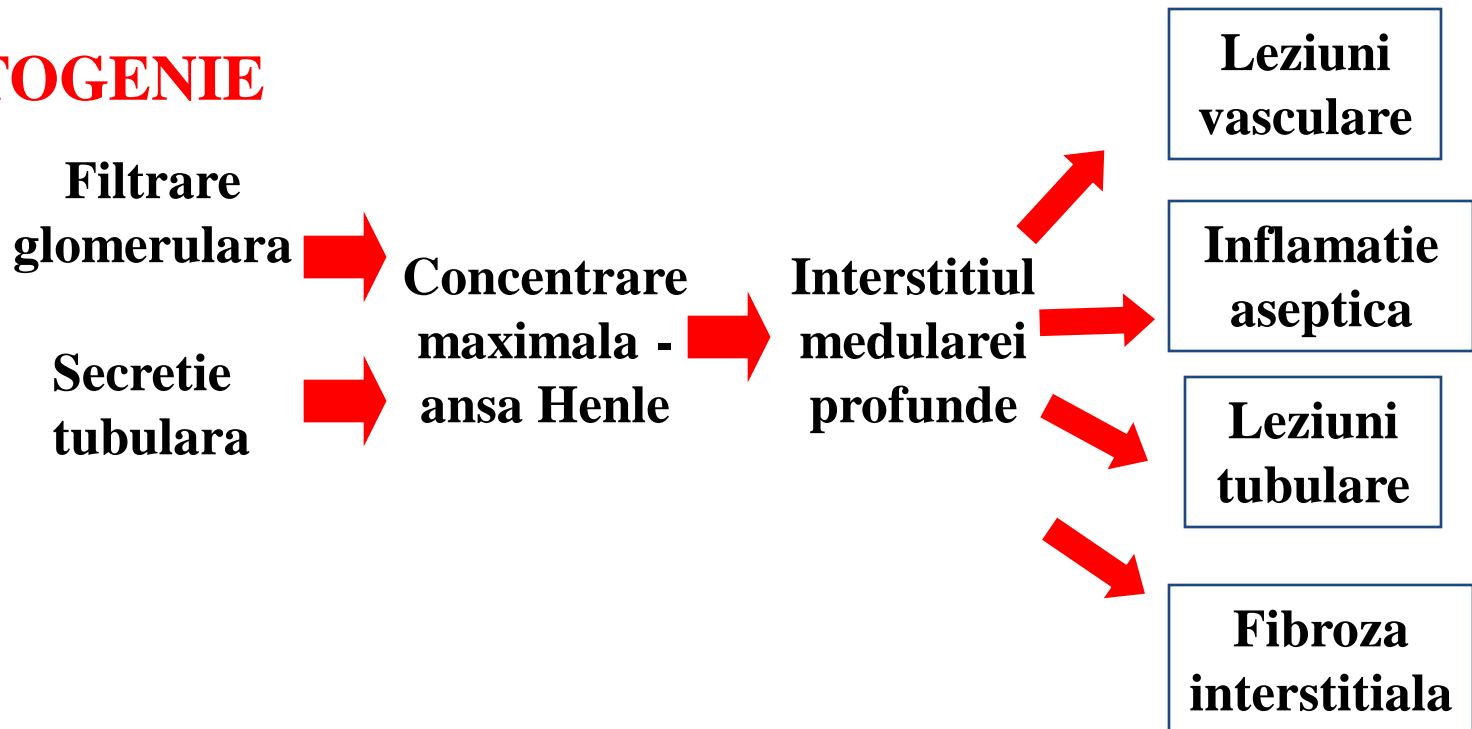 TOGENIE
Filtrare
glomerulara
Secretie
tubulara
Concentrare
maximala -
ansa Henle
Interstitiul
medularei
profunde
Leziuni
vasculare
Inflamatie
aseptica
Leziuni
tubulare
Fibroza
interstitiala